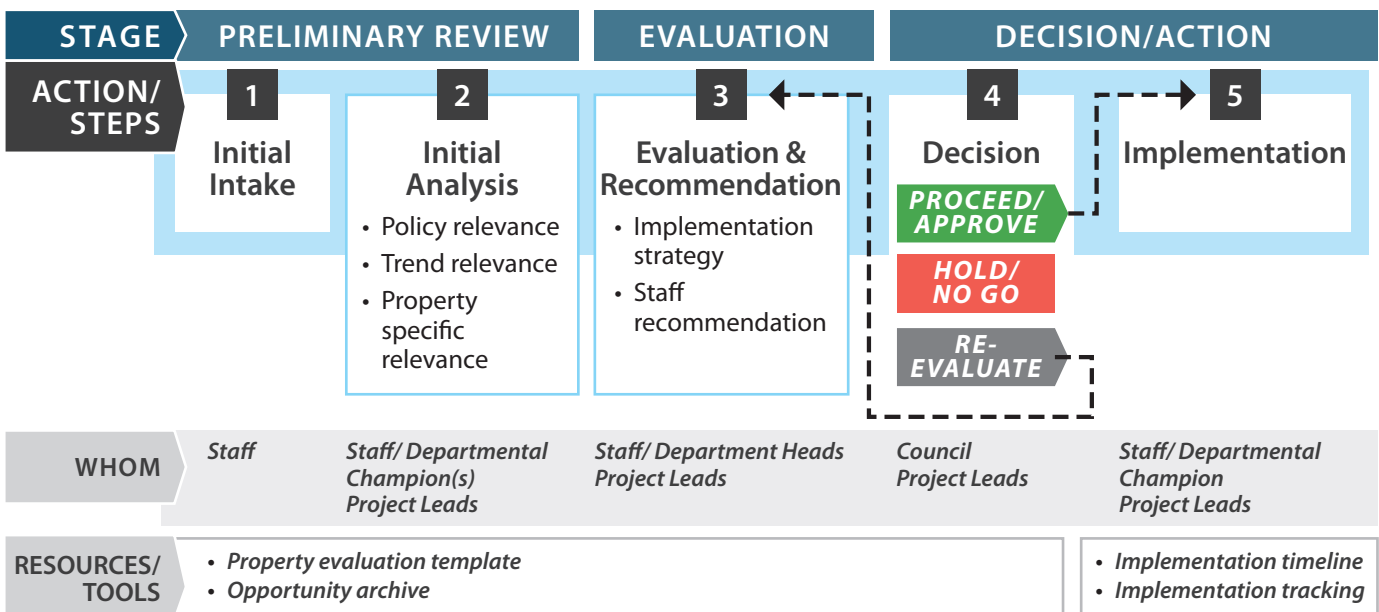 STAGE
PRELIMINARY REVIEW
EVALUATION
DECISION/ACTION
ACTION/
STEPS
1
Initial
Intake
2
Initial
Analysis
• Policy relevance
• Trend relevance
• Property
specific
relevance
3
Evaluation &
Recommendation
• Implementation
strategy
• Staff
recommendation
4
Decision
PROCEED/
APPROVE
HOLD/
NO GO
RE-
EVALUATE
5
Implementation
WHOM
Staff
Staff/ Departmental
Champion(s)
Project Leads
Staff/ Department Heads
Project Leads
Council
Project Leads
Staff/ Departmental
Champion
Project Leads
RESOURCES/
TOOLS
• Property evaluation template
• Opportunity archive
• Implementation timeline
• Implementation tracking